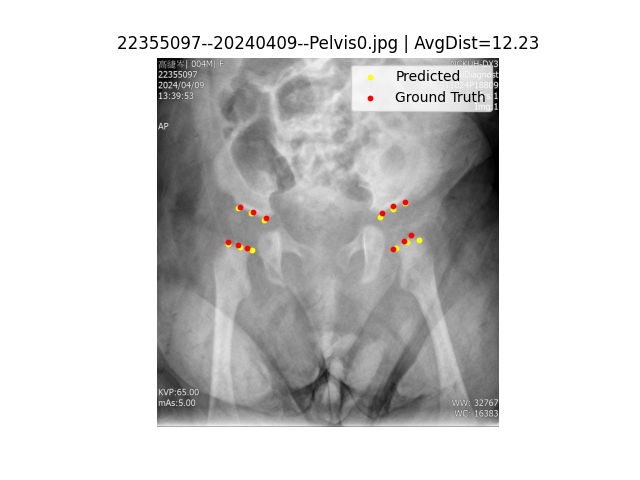 22355097--20240409--Pelvis0.jpg | AvgDist=12.23
004M| F
22355097
2024/04/09
13:39:53
AP
Predicted
Ground Truth
KVP:65.00
mAs:5.00
WW: 32767
WC: 16383